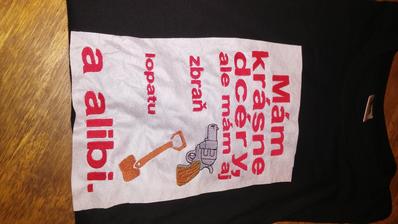 Mám
krásne
dcéry,
ale mám aj
zbraň
lopatu
a alibi.